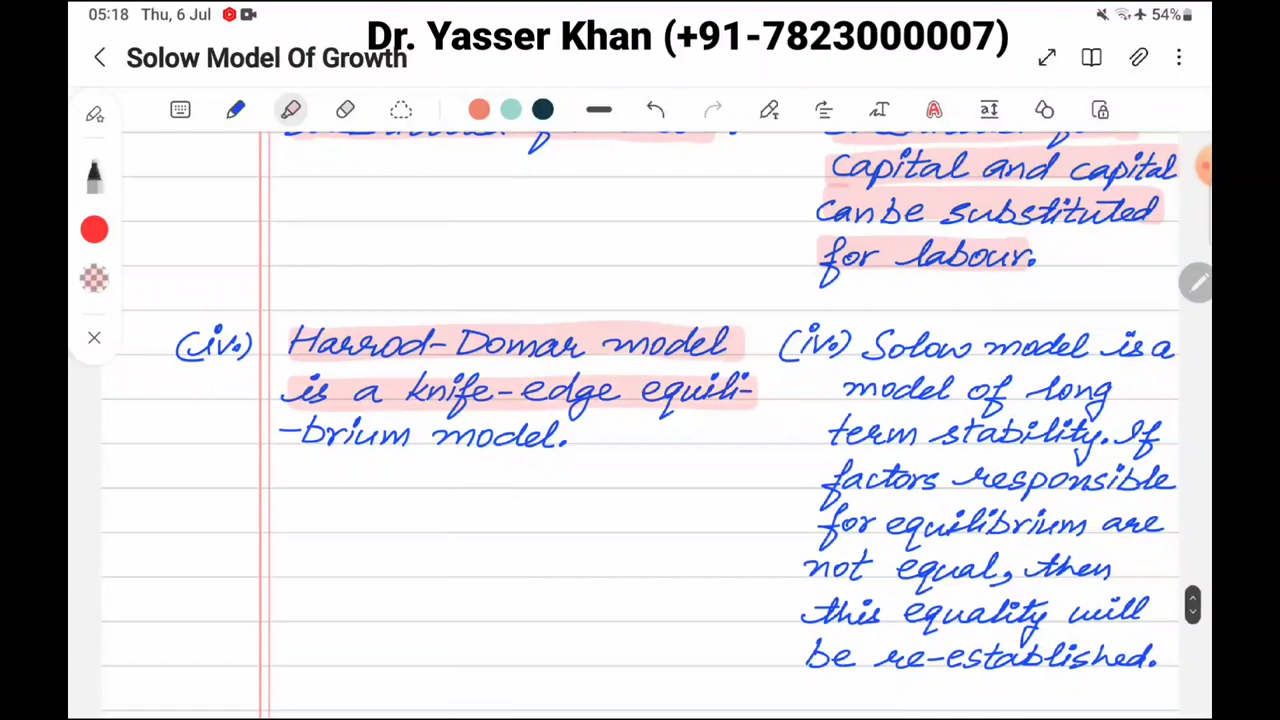 05:18 Thu, 6 Jul 54%
Dr. Yasser Khan (+91-7823000007)
Solow Model Of Growth
capital and capital
can be substituted
for labour.
(iv.) Harrod-Domar model
is a knife-edge equili-
-brium model.
(iv.) Solow model is a
model of long
term stability. If
factors responsible
for equilibrium are
not equal, then
this equality will
be re-established.